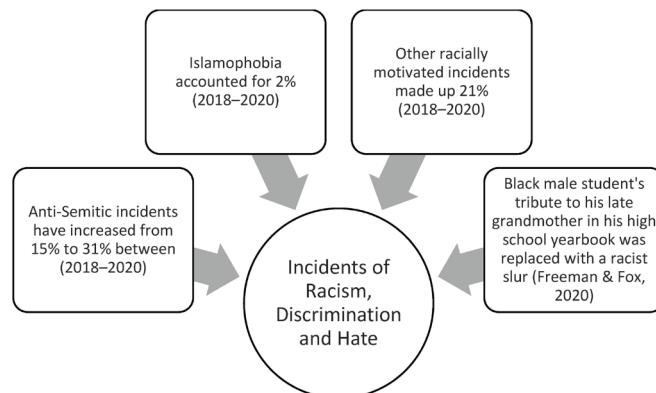 Islamophobia
accounted for 2%
(2018–2020)
Other racially
motivated incidents
made up 21%
(2018–2020)
Anti-Semitic incidents
have increased from
15% to 31% between
(2018–2020)
Black male student's
tribute to his late
grandmother in his high
school yearbook was
replaced with a racist
slur (Freeman & Fox,
2020)
Incidents of
Racism,
Discrimination
and Hate